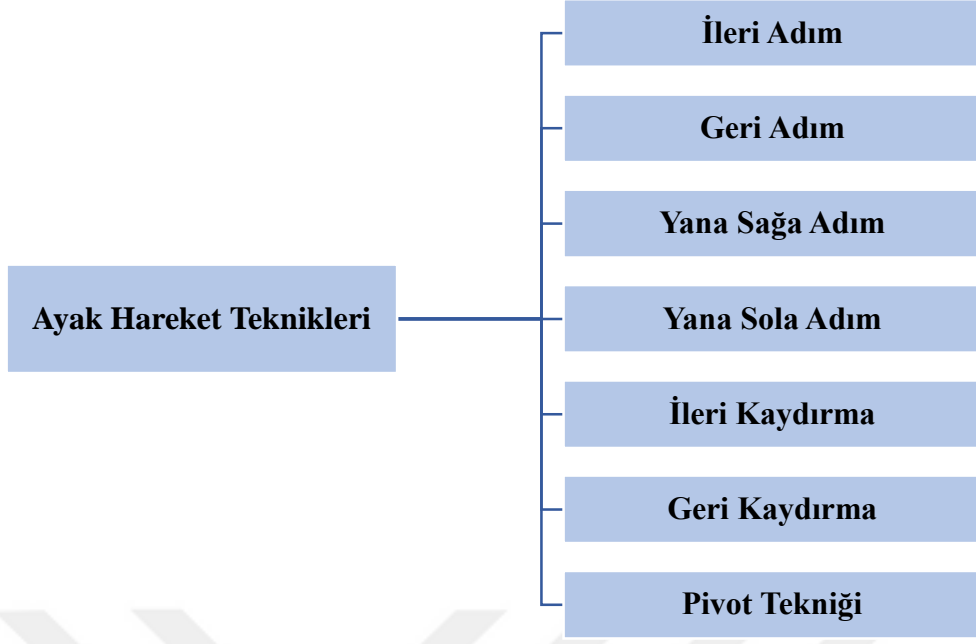 Ayak Hareket Teknikleri
İleri Adım
Geri Adım
Yana Sağa Adım
Yana Sola Adım
İleri Kaydırma
Geri Kaydırma
Pivot Tekniği